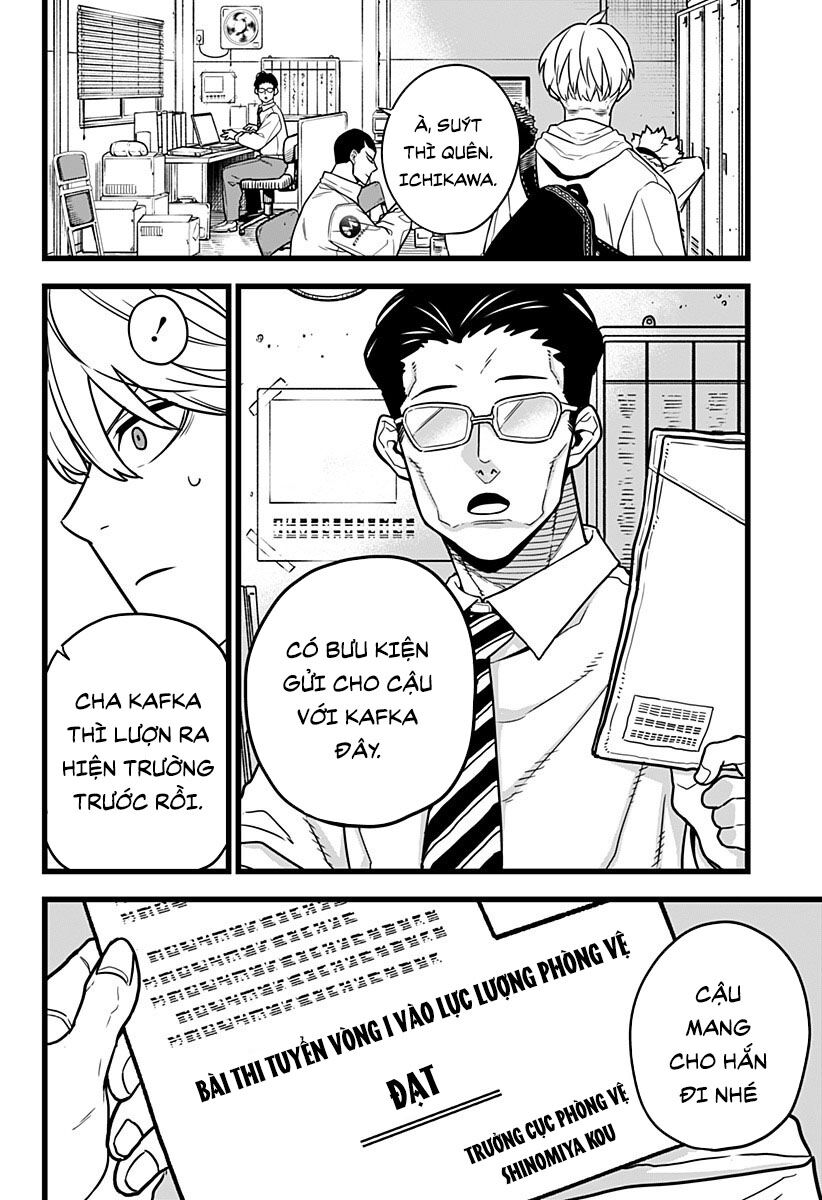 À, SUÝT
THÌ QUÊN.
ICHIKAWA.
CÓ BƯU KIỆN
GỬI CHO CẬU
VỚI KAFKA
ĐÂY.
!
CHA KAFKA
THÌ LƯỢN RA
HIỆN TRƯỜNG
TRƯỚC RỒI.
BÀI THI TUYỂN VÒNG I VÀO LỰC LƯỢNG PHÒNG VỆ
ĐẠT
TRƯỞNG CỤC PHÒNG VỆ
SHINOMIYA KOU
CẬU
MANG
CHO HẮN
ĐI NHÉ